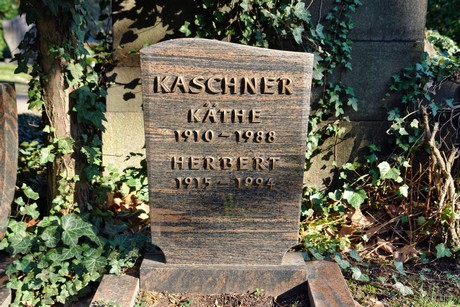 KASCHNER
KÄTHE
1910 - 1988
HERBERT
1915 - 1994